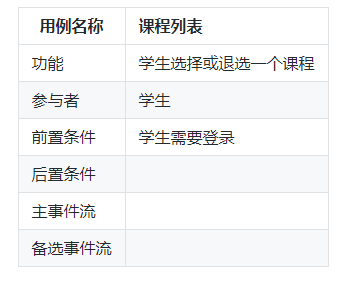 用例名称 课程列表
功能 学生选择或退选一个课程
参与者 学生
前置条件 学生需要登录
后置条件
主事件流
备选事件流